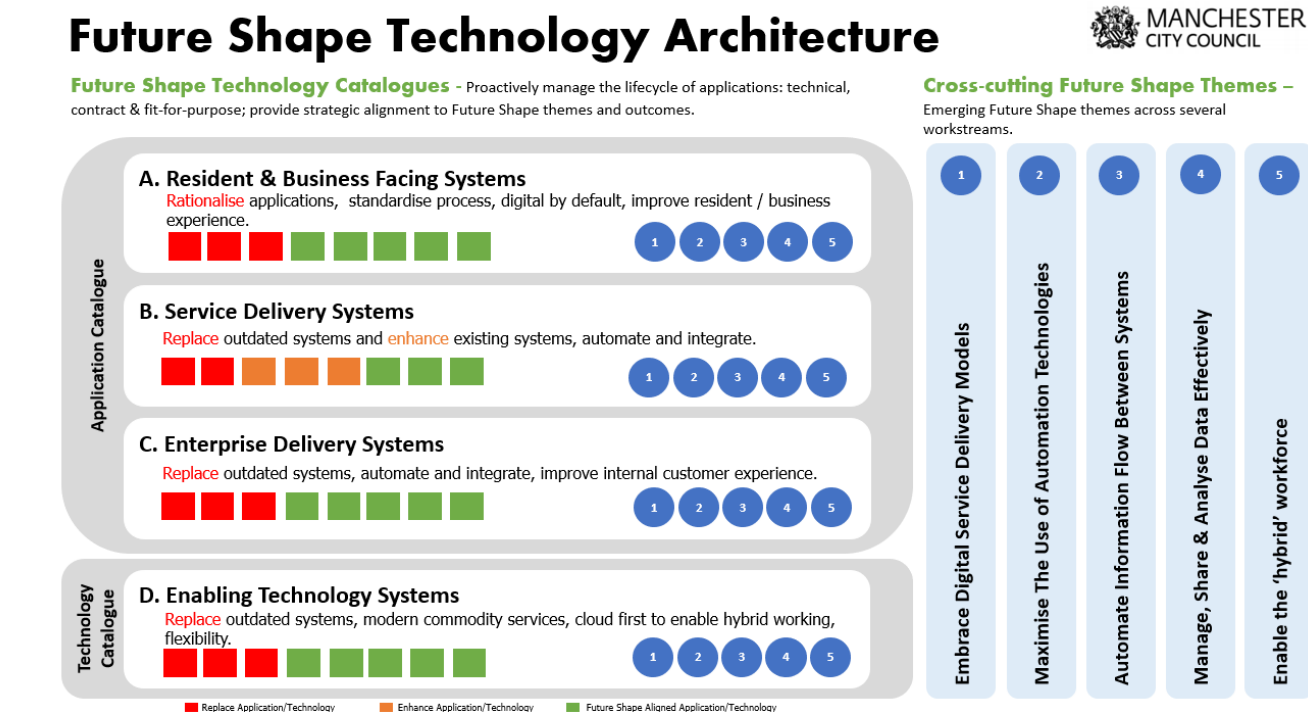 Future Shape Technology Architecture
MANCHESTER
CITY COUNCIL
Future Shape Technology Catalogues - Proactively manage the lifecycle of applications: technical,
contract & fit-for-purpose; provide strategic alignment to Future Shape themes and outcomes.
Cross-cutting Future Shape Themes –
Emerging Future Shape themes across several
workstreams.
Application Catalogue
A. Resident & Business Facing Systems
Rationalise applications, standardise process, digital by default, improve resident / business
experience.
1 2 3 4 5
B. Service Delivery Systems
Replace outdated systems and enhance existing systems, automate and integrate.
1 2 3 4 5
C. Enterprise Delivery Systems
Replace outdated systems, automate and integrate, improve internal customer experience.
1 2 3 4 5
Technology
Catalogue
D. Enabling Technology Systems
Replace outdated systems, modern commodity services, cloud first to enable hybrid working,
flexibility.
1 2 3 4 5
Replace Application/Technology
Enhance Application/Technology
Future Shape Aligned Application/Technology
1
Embrace Digital Service Delivery Models
2
Maximise The Use of Automation Technologies
3
Automate Information Flow Between Systems
4
Manage, Share & Analyse Data Effectively
5
Enable the ‘hybrid’ workforce